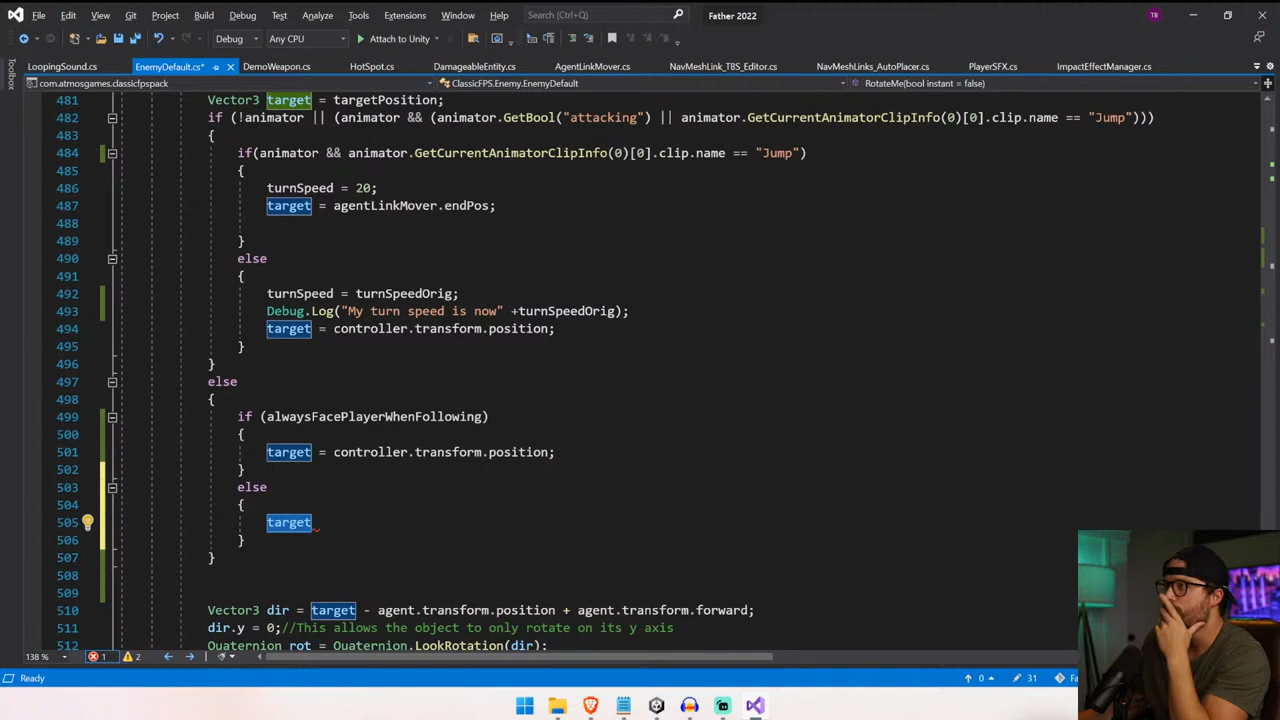 File Edit View Git Project Build Debug Test Analyze Tools Extensions Window Help Search (Ctrl+Q) Father 2022 TB
Debug Any CPU Attach to Unity
Toolbox
LoopingSound.cs EnemyDefault.cs* DemoWeapon.cs HotSpot.cs DamageableEntity.cs AgentLinkMover.cs NavMeshLink_TBS_Editor.cs NavMeshLinks_AutoPlacer.cs PlayerSFX.cs ImpactEffectManager.cs
com.atmosgames.classicfpspack ClassicFPS.Enemy.EnemyDefault RotateMe(bool instant = false)
481 Vector3 target = targetPosition;
482 if (!animator || (animator && (animator.GetBool("attacking") || animator.GetCurrentAnimatorClipInfo(0)[0].clip.name == "Jump")))
483 {
484 if(animator && animator.GetCurrentAnimatorClipInfo(0)[0].clip.name == "Jump")
485 {
486 turnSpeed = 20;
487 target = agentLinkMover.endPos;
488
489 }
490 else
491 {
492 turnSpeed = turnSpeedOrig;
493 Debug.Log("My turn speed is now" +turnSpeedOrig);
494 target = controller.transform.position;
495 }
496 }
497 else
498 {
499 if (alwaysFacePlayerWhenFollowing)
500 {
501 target = controller.transform.position;
502 }
503 else
504 {
505 target
506 }
507 }
508
509
510 Vector3 dir = target - agent.transform.position + agent.transform.forward;
511 dir.y = 0;//This allows the object to only rotate on its y axis
512 Quaternion rot = Quaternion.LookRotation(dir);
138 % 1 2
Ready 0 31 Fa